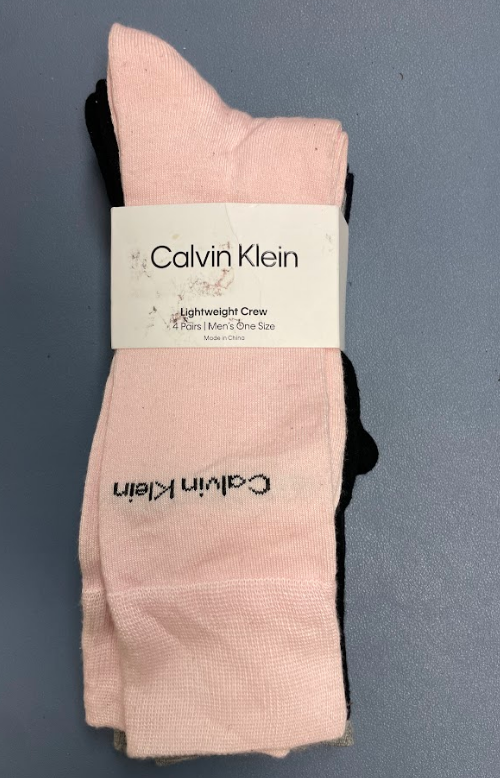 Calvin Klein
Lightweight Crew
4 Pairs | Men's One Size
Made in China
Calvin Klein